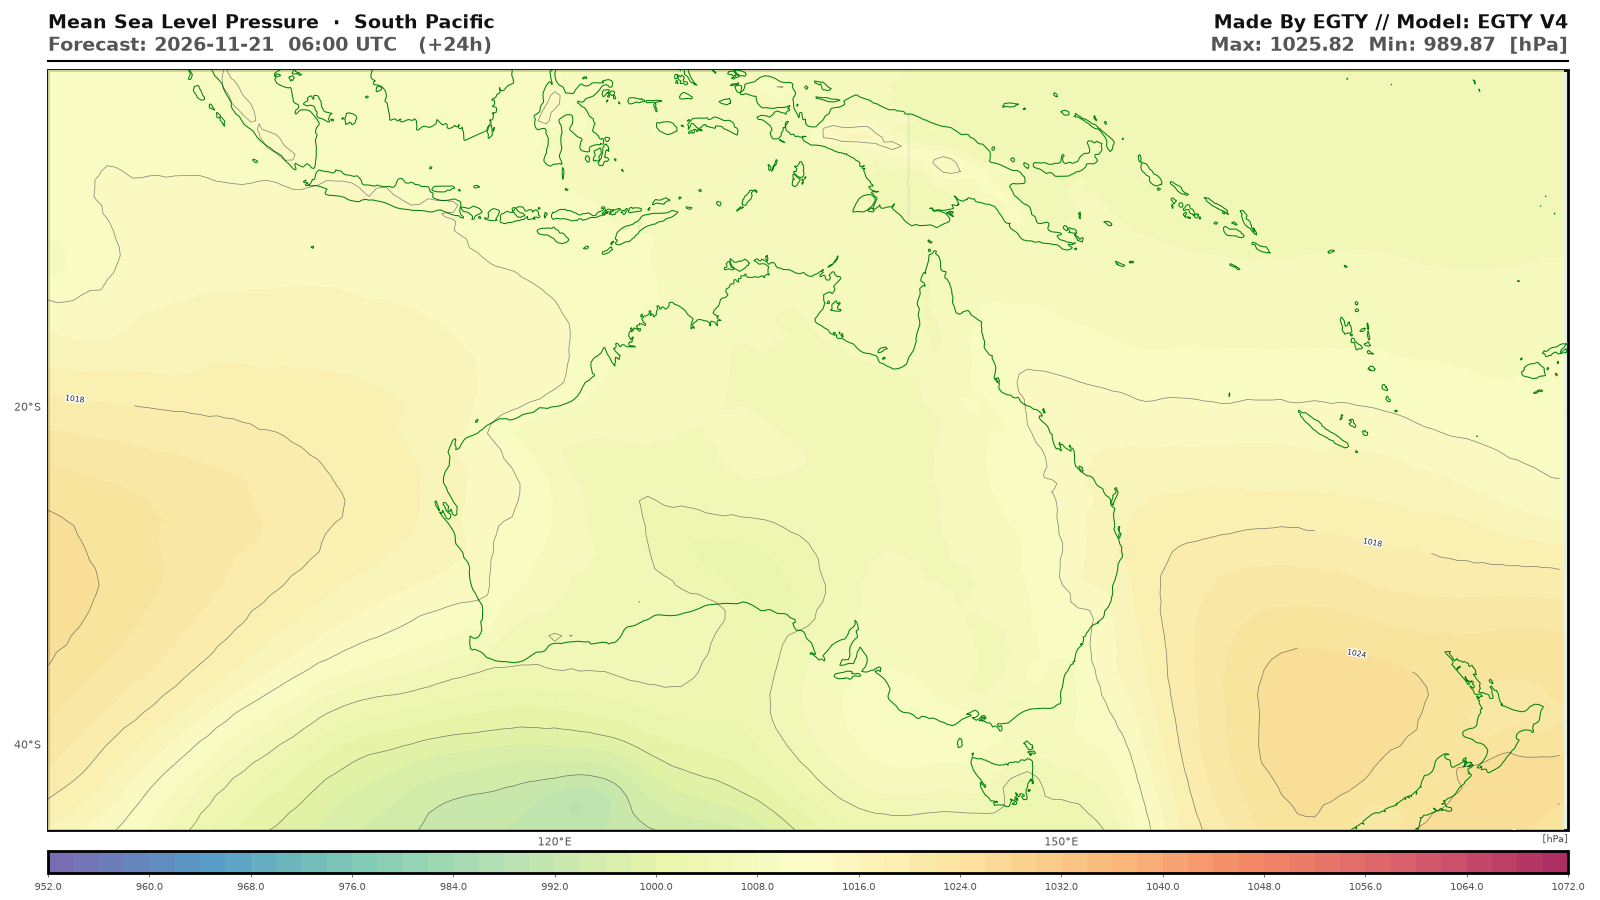 Mean Sea Level Pressure · South Pacific
Made By EGTY // Model: EGTY V4
Forecast: 2026-11-21 06:00 UTC (+24h)
Max: 1025.82 Min: 989.87 [hPa]
1018
20°S
1018
1024
40°S
120°E
150°E
[hPa]
952.0 960.0 968.0 976.0 984.0 992.0 1000.0 1008.0 1016.0 1024.0 1032.0 1040.0 1048.0 1056.0 1064.0 1072.0